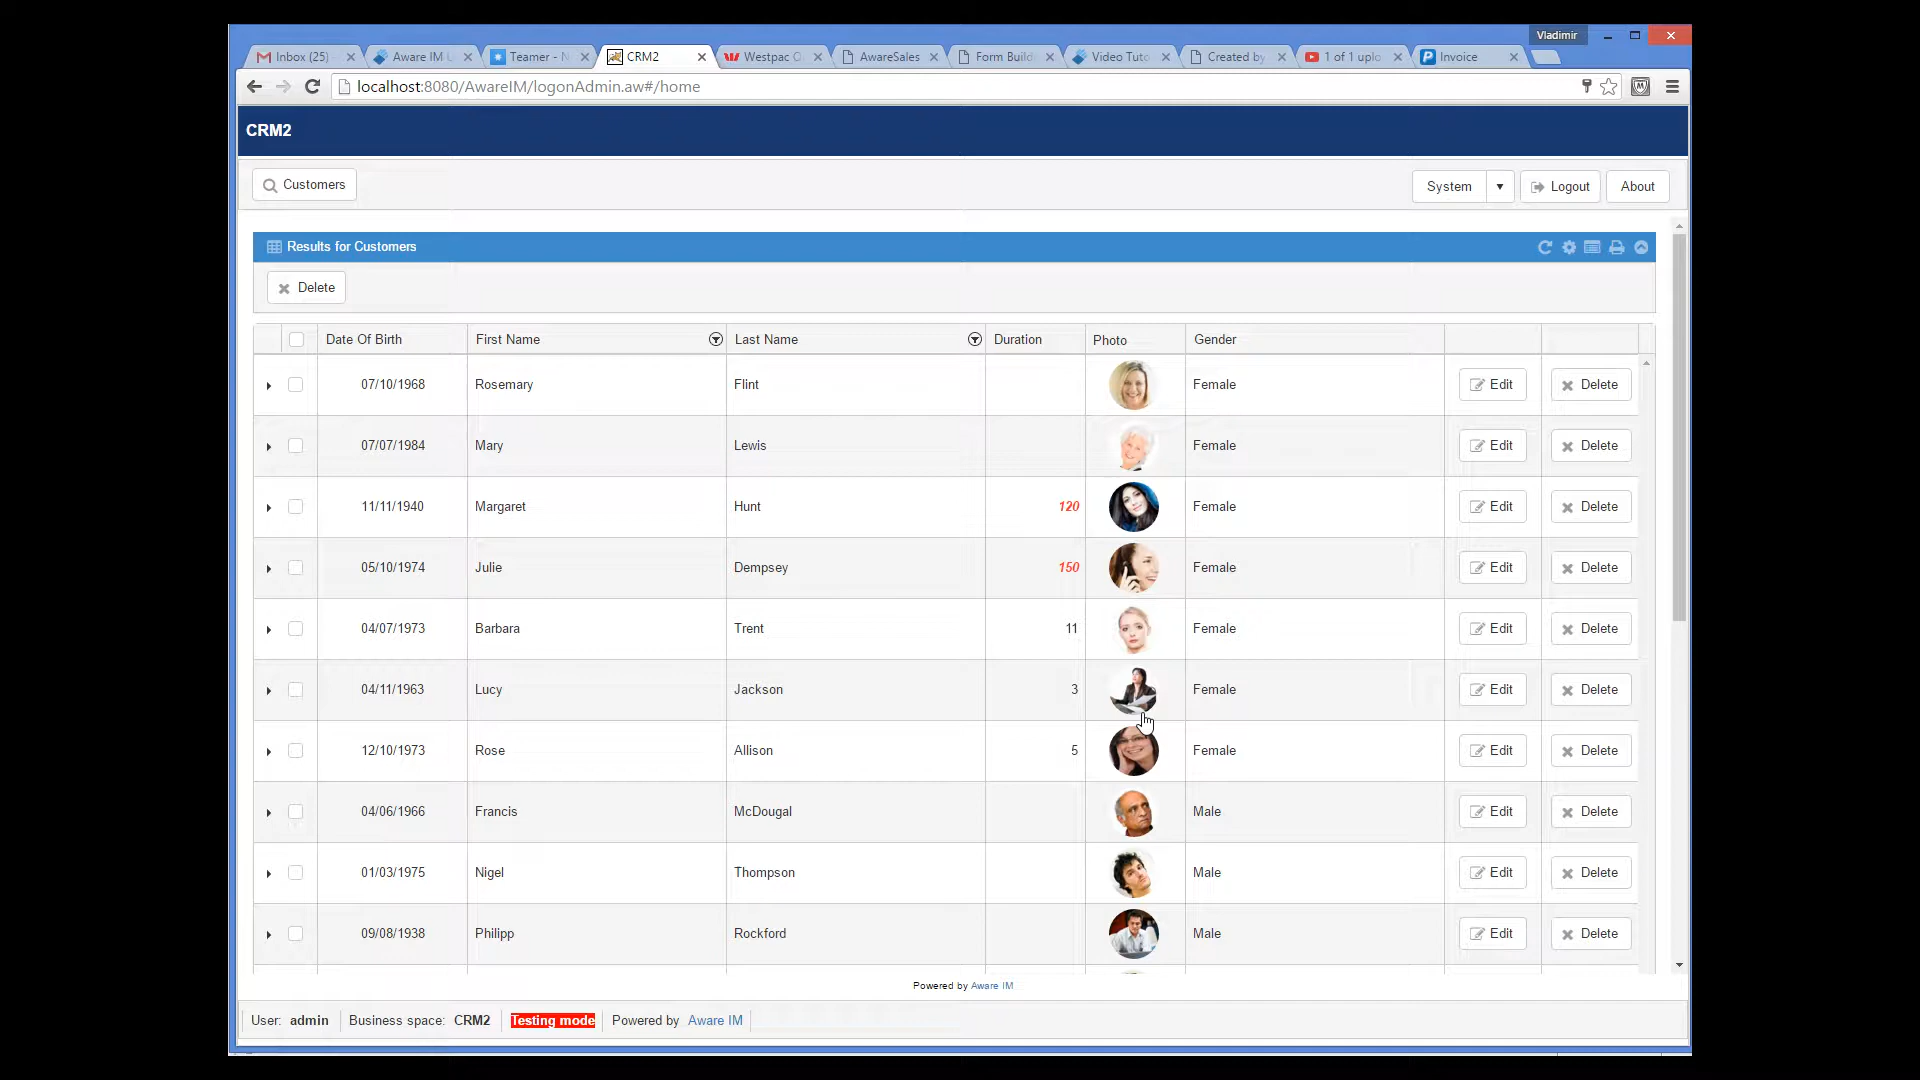 Vladimir
Inbox (25)
Aware IM U
Teamer - N
CRM2
Westpac O
AwareSales
Form Build
Video Tuto
Created by
1 of 1 uplo
Invoice
localhost:8080/AwareIM/logonAdmin.aw#/home
CRM2
Customers
System
Logout
About
Results for Customers
Delete
Date Of Birth First Name Last Name Duration Photo Gender
07/10/1968 Rosemary Flint Female Edit Delete
07/07/1984 Mary Lewis Female Edit Delete
11/11/1940 Margaret Hunt 120 Female Edit Delete
05/10/1974 Julie Dempsey 150 Female Edit Delete
04/07/1973 Barbara Trent 11 Female Edit Delete
04/11/1963 Lucy Jackson 3 Female Edit Delete
12/10/1973 Rose Allison 5 Female Edit Delete
04/06/1966 Francis McDougal Male Edit Delete
01/03/1975 Nigel Thompson Male Edit Delete
09/08/1938 Philipp Rockford Male Edit Delete
Powered by Aware IM
User: admin Business space: CRM2 Testing mode Powered by Aware IM